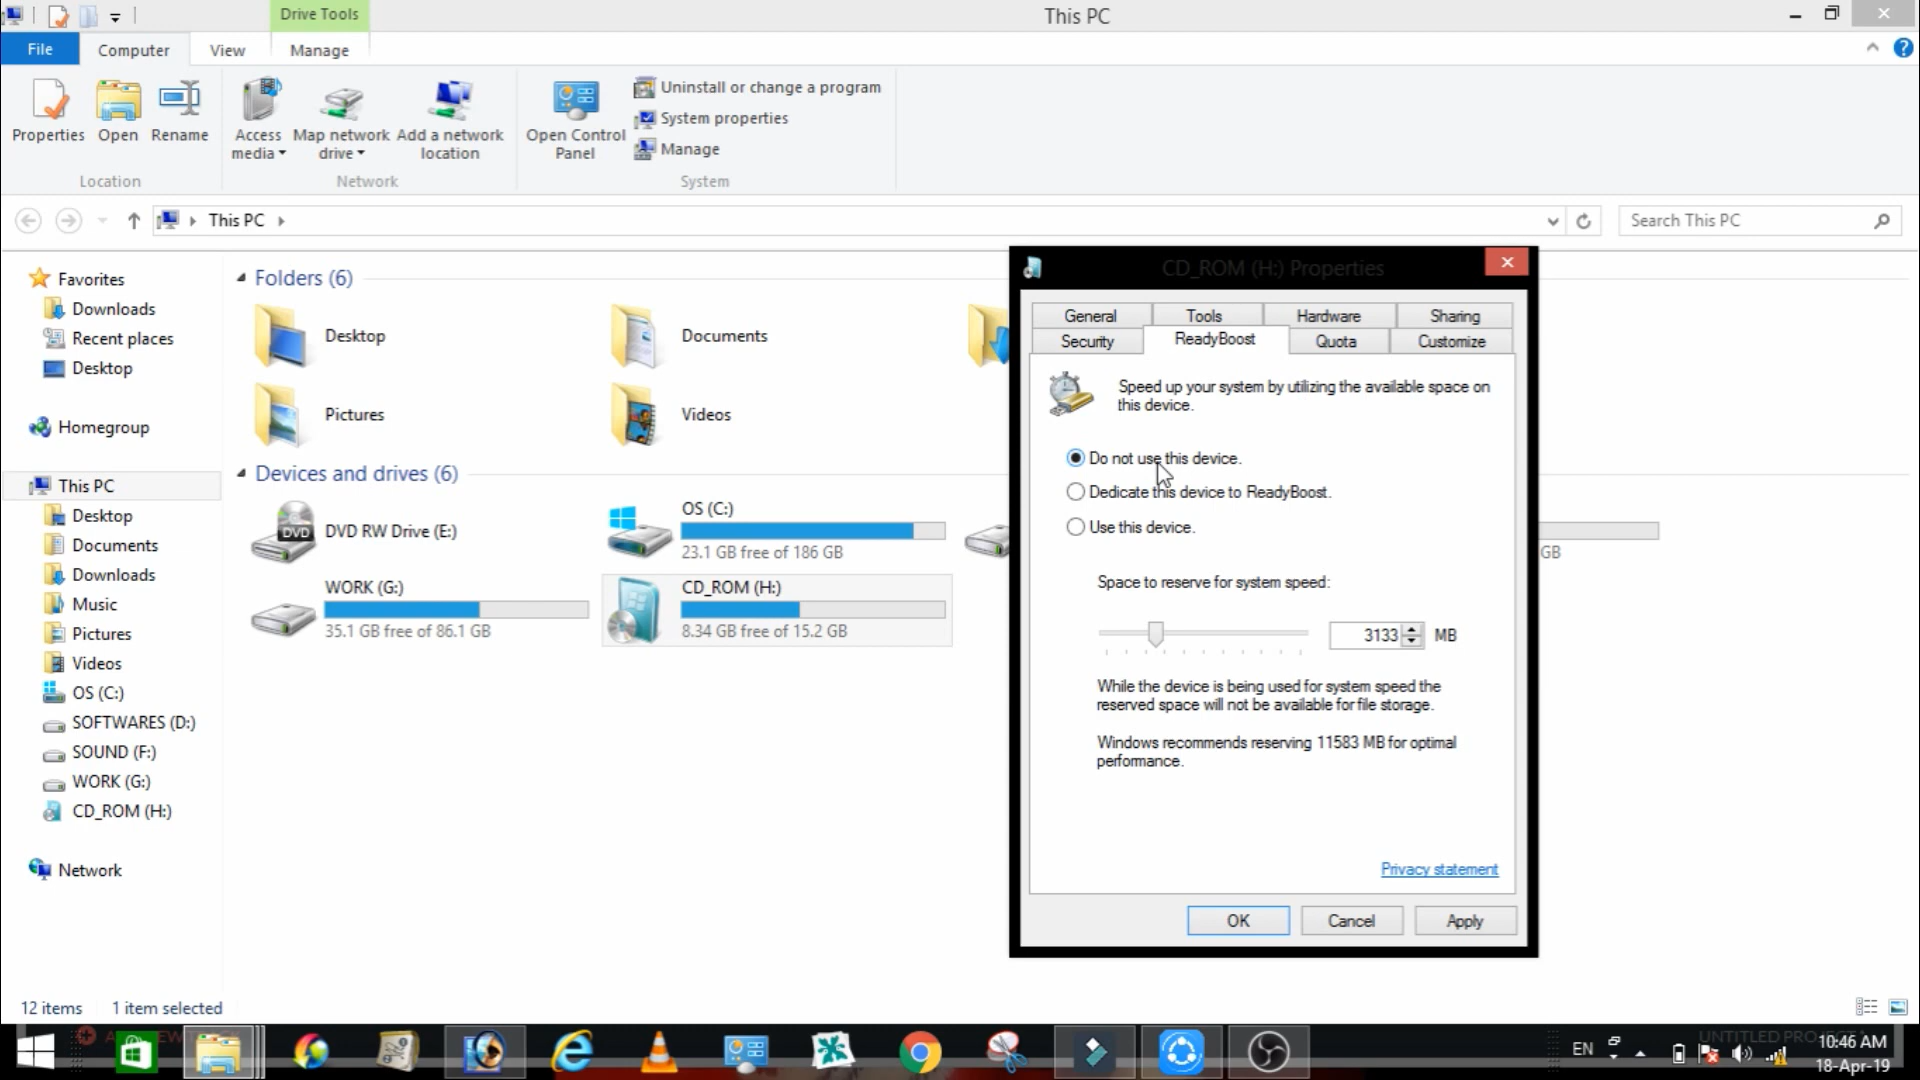 Drive Tools
This PC
File
Computer
View
Manage
Properties
Open
Rename
Access media
Map network drive
Add a network location
Open Control Panel
Uninstall or change a program
System properties
Manage
Location
Network
System
This PC
Search This PC
Favorites
Downloads
Recent places
Desktop
Homegroup
This PC
Desktop
Documents
Downloads
Music
Pictures
Videos
OS (C:)
SOFTWARES (D:)
SOUND (F:)
WORK (G:)
CD_ROM (H:)
Network
Folders (6)
Desktop
Documents
Pictures
Videos
Devices and drives (6)
DVD
DVD RW Drive (E:)
OS (C:)
23.1 GB free of 186 GB
GB
WORK (G:)
35.1 GB free of 86.1 GB
CD_ROM (H:)
8.34 GB free of 15.2 GB
CD_ROM (H:) Properties
General
Tools
Hardware
Sharing
Security
ReadyBoost
Quota
Customize
Speed up your system by utilizing the available space on
this device.
Do not use this device.
Dedicate this device to ReadyBoost.
Use this device.
Space to reserve for system speed:
3133 MB
While the device is being used for system speed the
reserved space will not be available for file storage.
Windows recommends reserving 11583 MB for optimal
performance.
Privacy statement
OK
Cancel
Apply
12 items
1 item selected
EN
UNTITLED PROJECT
10:46 AM
18-Apr-19